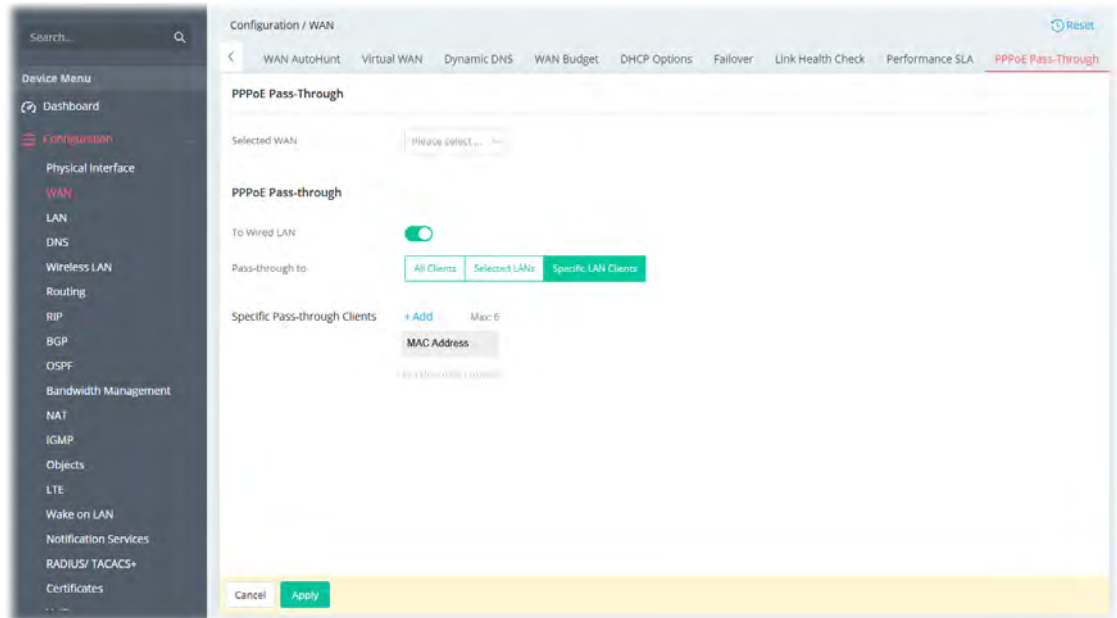 Search...
Device Menu
Dashboard
Configuration
Physical Interface
WAN
LAN
DNS
Wireless LAN
Routing
RIP
BGP
OSPF
Bandwidth Management
NAT
IGMP
Objects
LTE
Wake on LAN
Notification Services
RADIUS/ TACACS+
Certificates
Configuration / WAN
Reset
WAN AutoHunt Virtual WAN Dynamic DNS WAN Budget DHCP Options Failover Link Health Check Performance SLA PPPoE Pass-Through
PPPoE Pass-Through
Selected WAN Please select ...
PPPoE Pass-through
To Wired LAN
Pass-through to All Clients Selected LANs Specific LAN Clients
Specific Pass-through Clients + Add Max: 6
MAC Address
Cancel Apply